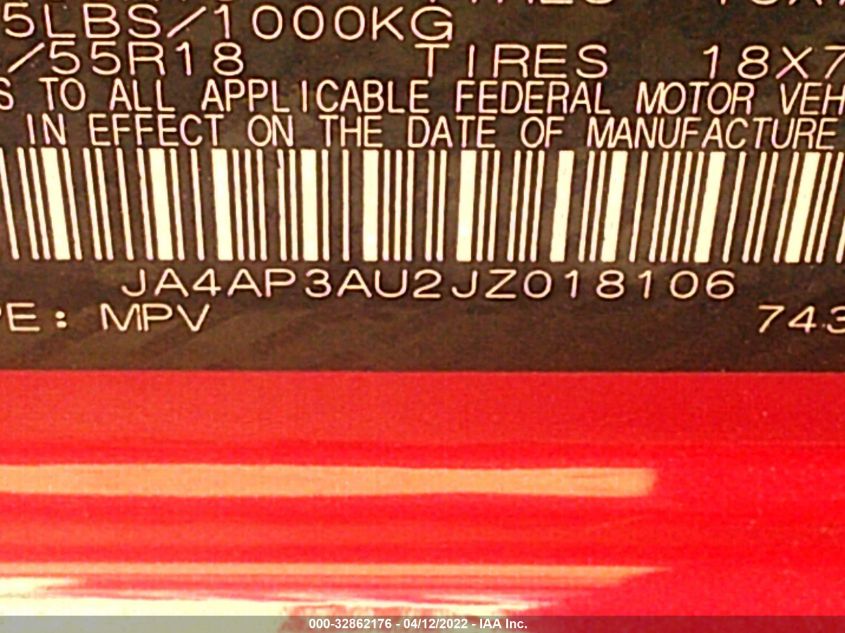 5LBS/1000KG
/55R18 TIRES 18X7
S TO ALL APPLICABLE FEDERAL MOTOR VEH
IN EFFECT ON THE DATE OF MANUFACTURE
JA4AP3AU2JZ018106
PE: MPV 743
000-32862176 - 04/12/2022 - IAA Inc.